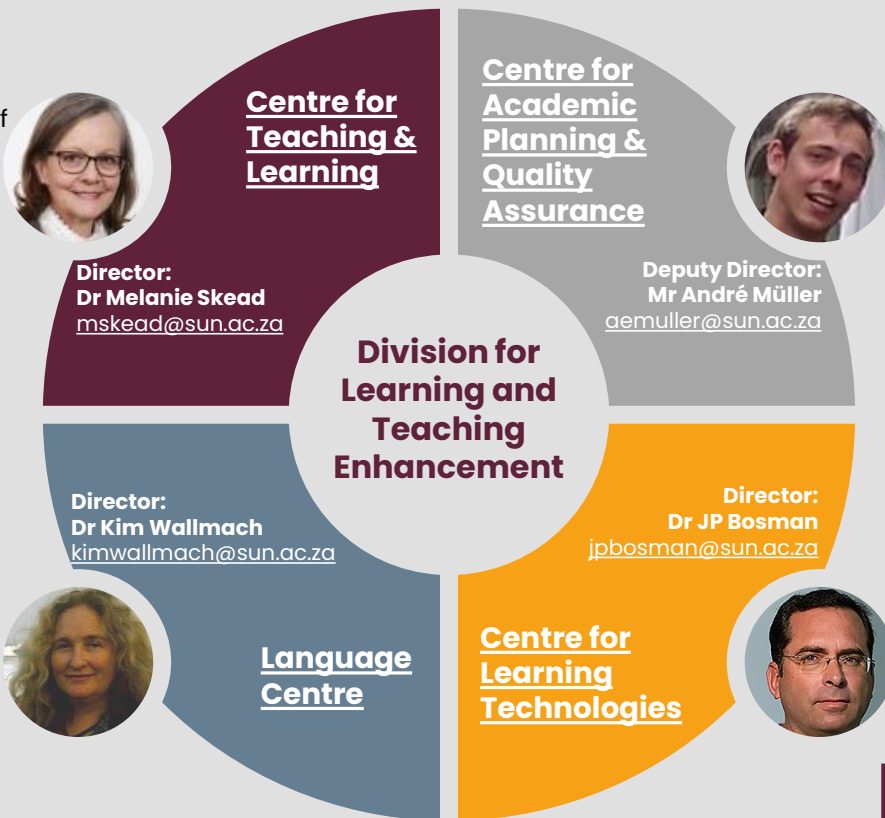 f
Centre for
Teaching &
Learning
Director:
Dr Melanie Skead
mskead@sun.ac.za
Centre for
Academic
Planning &
Quality
Assurance
Deputy Director:
Mr André Müller
aemuller@sun.ac.za
Division for
Learning and
Teaching
Enhancement
Director:
Dr Kim Wallmach
kimwallmach@sun.ac.za
Language
Centre
Director:
Dr JP Bosman
jpbosman@sun.ac.za
Centre for
Learning
Technologies